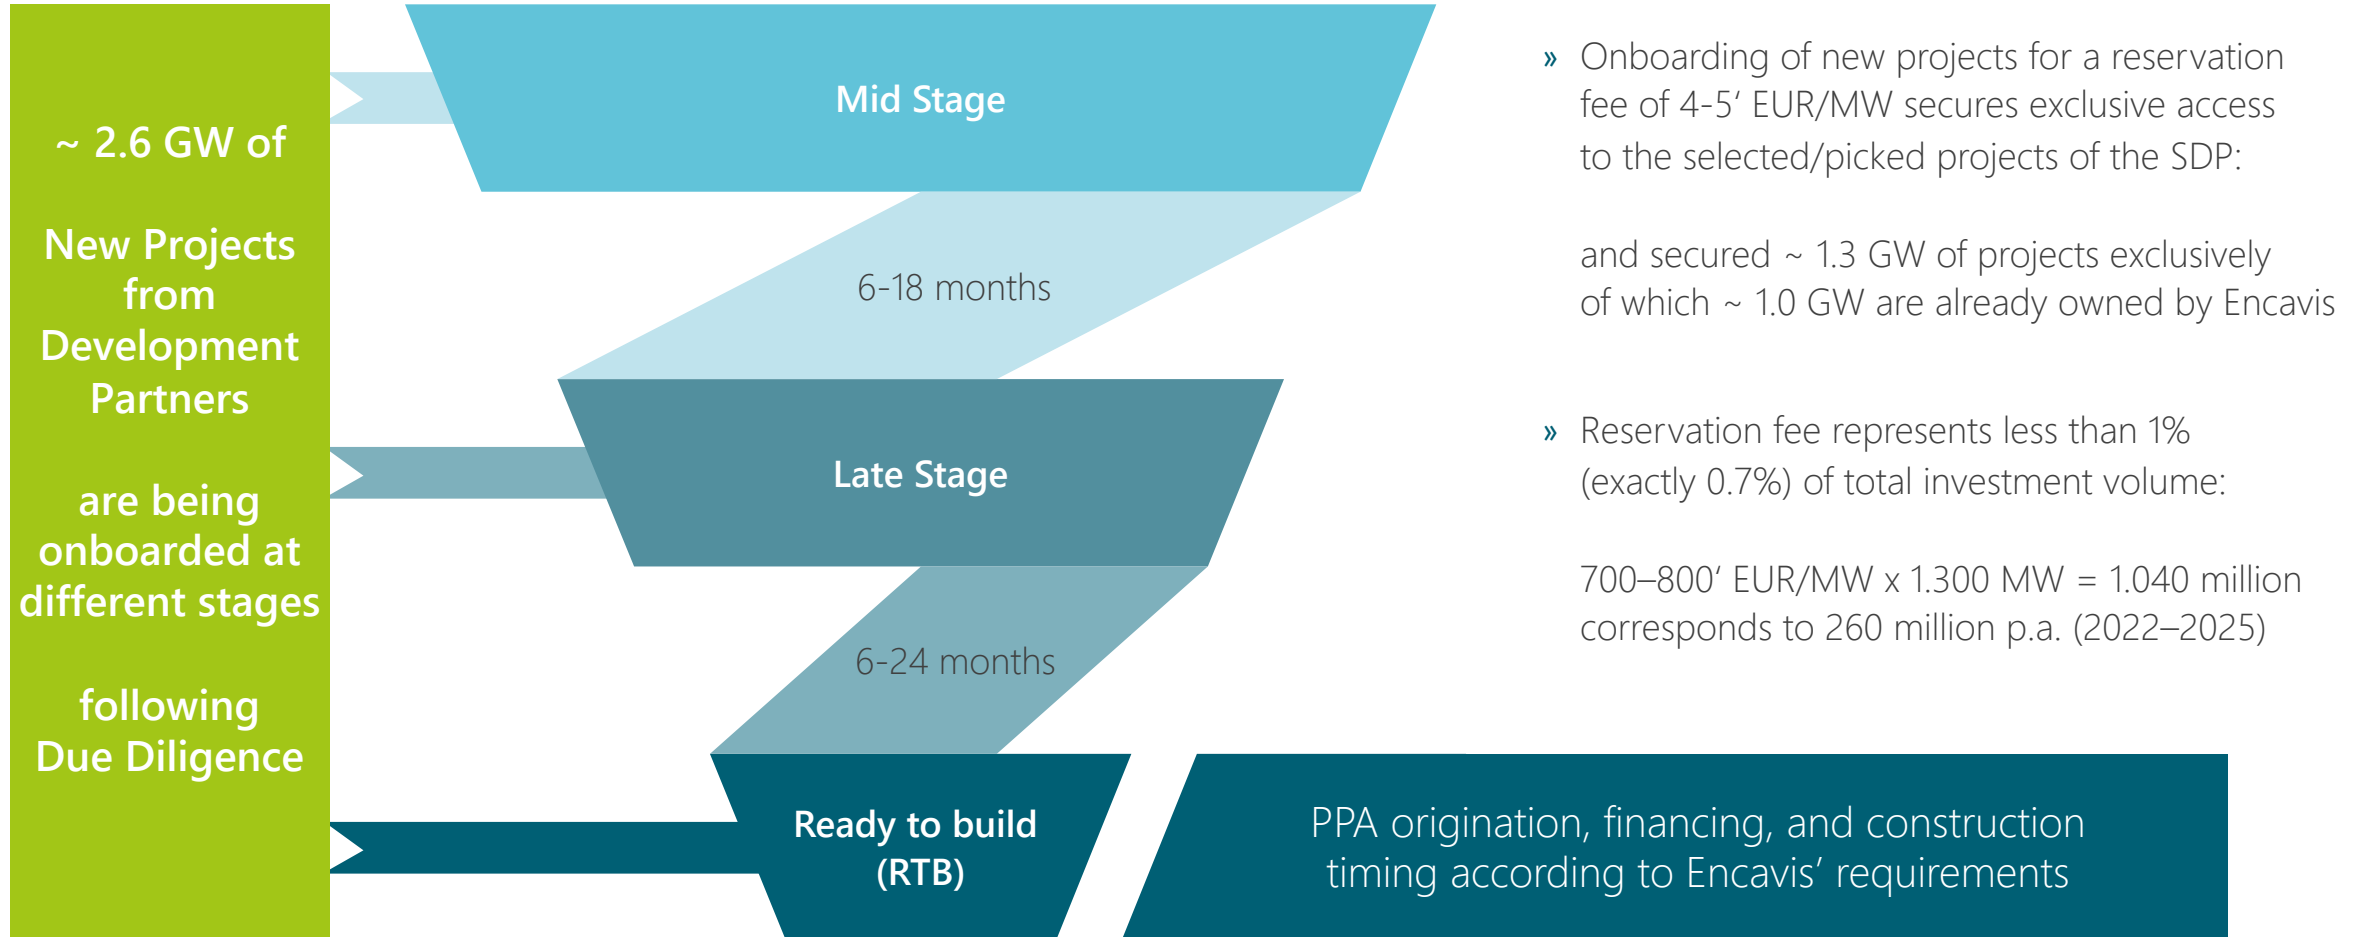 ~ 2.6 GW of
New Projects
from
Development
Partners
are being
onboarded at
different stages
following
Due Diligence
Mid Stage
6-18 months
Late Stage
6-24 months
Ready to build
(RTB)
» Onboarding of new projects for a reservation
fee of 4-5‘ EUR/MW secures exclusive access
to the selected/picked projects of the SDP:
and secured ~ 1.3 GW of projects exclusively
of which ~ 1.0 GW are already owned by Encavis
» Reservation fee represents less than 1%
(exactly 0.7%) of total investment volume:
700–800‘ EUR/MW x 1.300 MW = 1.040 million
corresponds to 260 million p.a. (2022–2025)
PPA origination, financing, and construction
timing according to Encavis’ requirements